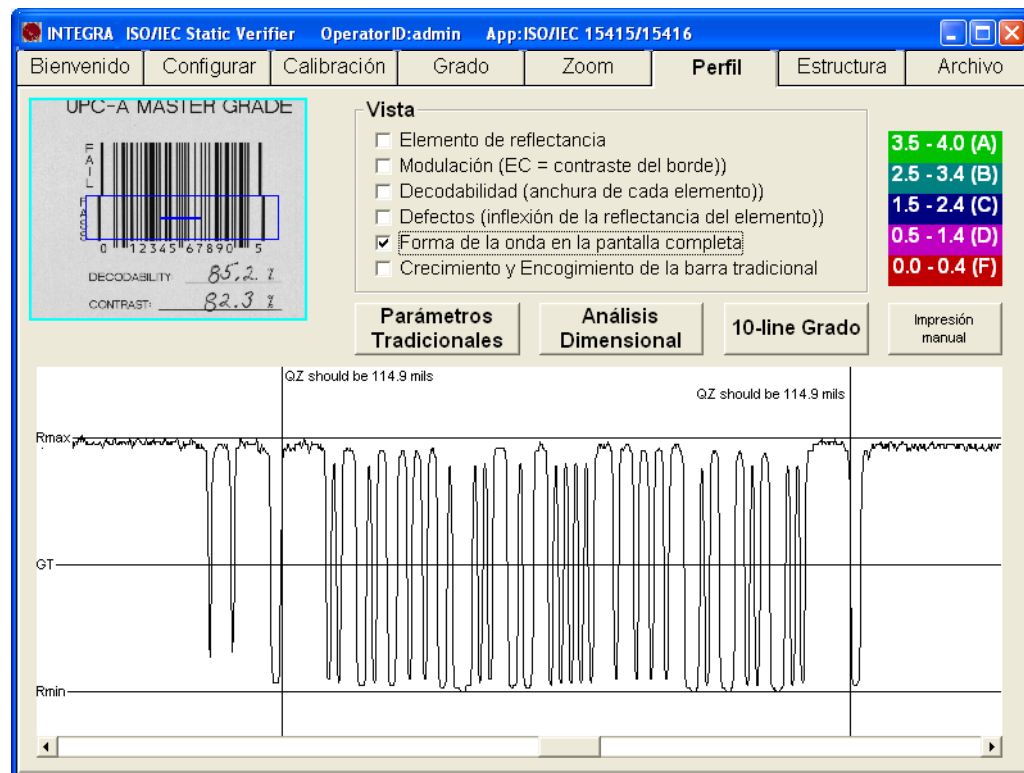 INTEGRA ISO/IEC Static Verifier OperatorID:admin App:ISO/IEC 15415/15416
Bienvenido Configurar Calibración Grado Zoom Perfil Estructura Archivo
UPC-A MASTER GRADE
FAIL
PASS
0 12345 67890 5
DECODABILITY: 85.2 %
CONTRAST: 82.3 %
Vista
Elemento de reflectancia
Modulación (EC = contraste del borde))
Decodabilidad (anchura de cada elemento))
Defectos (inflexión de la reflectancia del elemento))
Forma de la onda en la pantalla completa
Crecimiento y Encogimiento de la barra tradicional
3.5 - 4.0 (A)
2.5 - 3.4 (B)
1.5 - 2.4 (C)
0.5 - 1.4 (D)
0.0 - 0.4 (F)
Parámetros
Tradicionales
Análisis
Dimensional
10-line Grado
Impresión
manual
QZ should be 114.9 mils
QZ should be 114.9 mils
Rmax
GT
Rmin